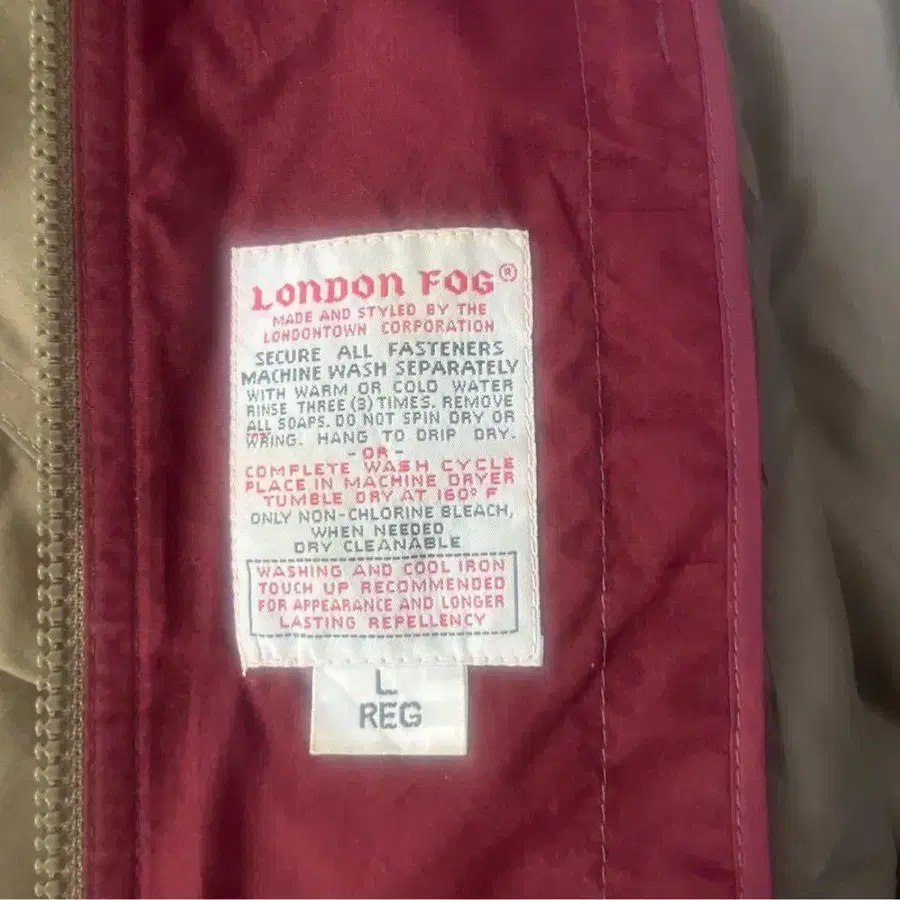 LONDON FOG®
MADE AND STYLED BY THE
LONDONTOWN CORPORATION
SECURE ALL FASTENERS
MACHINE WASH SEPARATELY
WITH WARM OR COLD WATER
RINSE THREE (3) TIMES. REMOVE
ALL SOAPS. DO NOT SPIN DRY OR
WRING. HANG TO DRIP DRY.
- OR -
COMPLETE WASH CYCLE
PLACE IN MACHINE DRYER
TUMBLE DRY AT 160° F
ONLY NON-CHLORINE BLEACH,
WHEN NEEDED
DRY CLEANABLE
WASHING AND COOL IRON
TOUCH UP RECOMMENDED
FOR APPEARANCE AND LONGER
LASTING REPELLENCY
L
REG